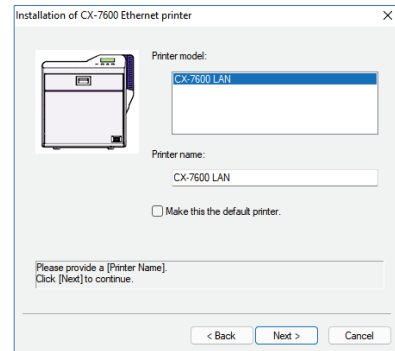 Installation of CX-7600 Ethernet printer
Printer model:
CX-7600 LAN
Printer name:
CX-7600 LAN
Make this the default printer.
Please provide a [Printer Name].
Click [Next] to continue.
< Back Next > Cancel